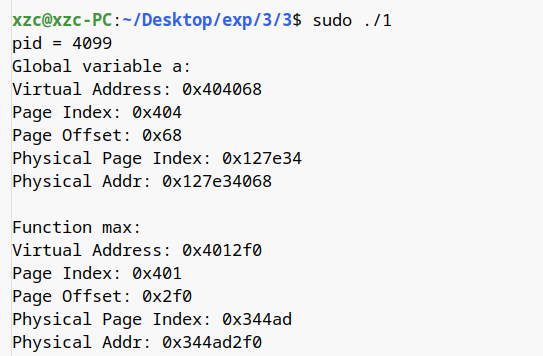 xzc@xzc-PC:~/Desktop/exp/3/3$ sudo ./1
pid = 4099
Global variable a:
Virtual Address: 0x404068
Page Index: 0x404
Page Offset: 0x68
Physical Page Index: 0x127e34
Physical Addr: 0x127e34068
Function max:
Virtual Address: 0x4012f0
Page Index: 0x401
Page Offset: 0x2f0
Physical Page Index: 0x344ad
Physical Addr: 0x344ad2f0